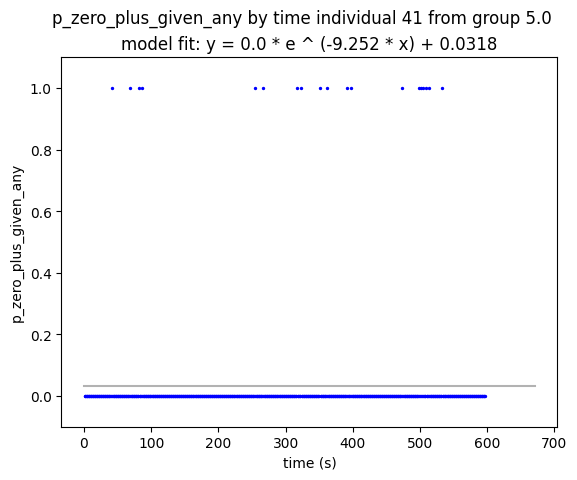 p_zero_plus_given_any by time individual 41 from group 5.0
model fit: y = 0.0 * e ^ (-9.252 * x) + 0.0318
1.0
0.8
0.6
0.4
0.2
0.0
p_zero_plus_given_any
0 100 200 300 400 500 600 700
time (s)